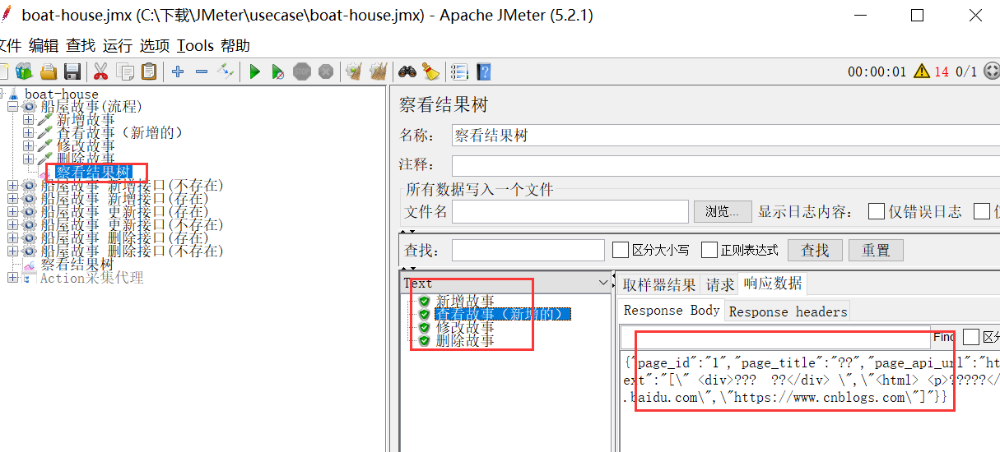 boat-house.jmx (C:\下载\JMeter\usecase\boat-house.jmx) - Apache JMeter (5.2.1)
文件 编辑 查找 运行 选项 Tools 帮助
00:00:01 14 0/1
boat-house
船屋故事(流程)
新增故事
查看故事（新增的）
修改故事
删除故事
察看结果树
船屋故事 新增接口(不存在)
船屋故事 新增接口(存在)
船屋故事 更新接口(存在)
船屋故事 更新接口(不存在)
船屋故事 删除接口(存在)
船屋故事 删除接口(不存在)
察看结果树
Action采集代理
察看结果树
名称： 察看结果树
注释：
所有数据写入一个文件
文件名 浏览... 显示日志内容： 仅错误日志
查找： 区分大小写 正则表达式 查找 重置
Text
新增故事
查看故事（新增的）
修改故事
删除故事
取样器结果 请求 响应数据
Response Body Response headers
Find 区分
{"page_id":"1","page_title":"??","page_api_url":"ht
ext":"[\" <div>???  ??</div> \",\"<html> <p>?????</
.baidu.com\",\"https://www.cnblogs.com\"]"}}